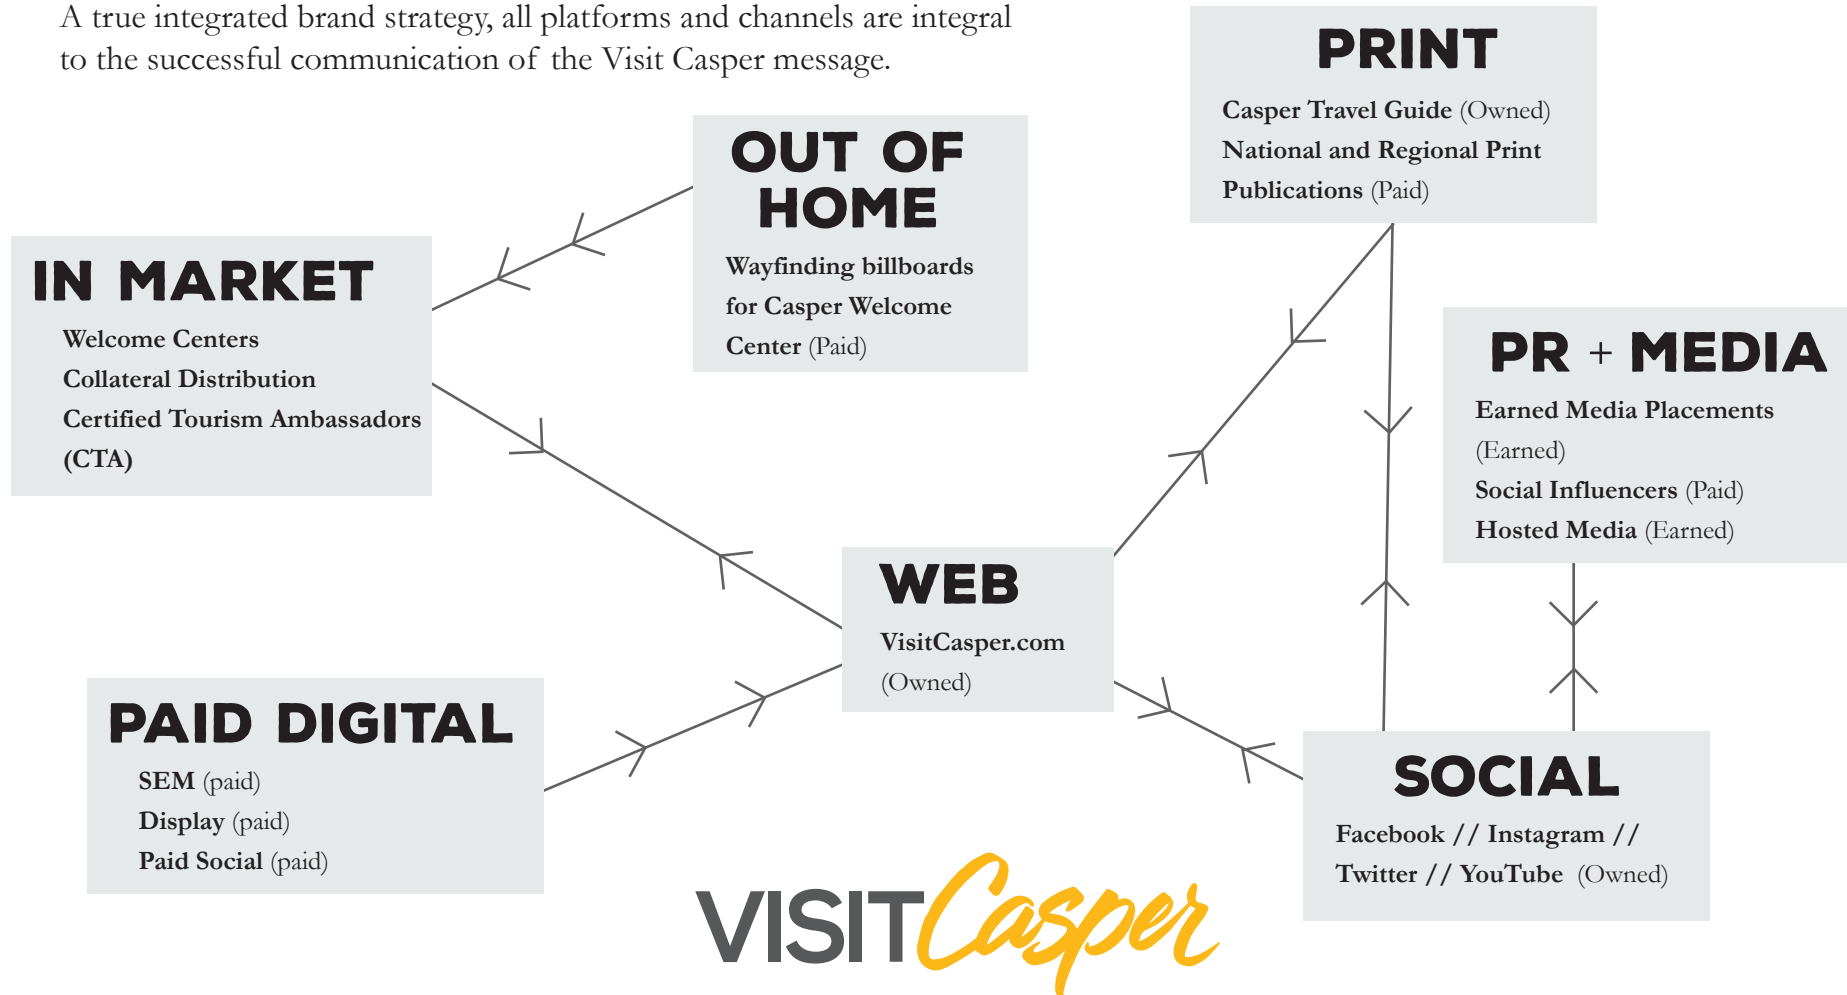 A true integrated brand strategy, all platforms and channels are integral
to the successful communication of the Visit Casper message.
PRINT
Casper Travel Guide (Owned)
National and Regional Print
Publications (Paid)
OUT OF
HOME
Wayfinding billboards
for Casper Welcome
Center (Paid)
IN MARKET
Welcome Centers
Collateral Distribution
Certified Tourism Ambassadors
(CTA)
PR + MEDIA
Earned Media Placements
(Earned)
Social Influencers (Paid)
Hosted Media (Earned)
WEB
VisitCasper.com
(Owned)
PAID DIGITAL
SEM (paid)
Display (paid)
Paid Social (paid)
SOCIAL
Facebook // Instagram //
Twitter // YouTube (Owned)
VISIT Casper